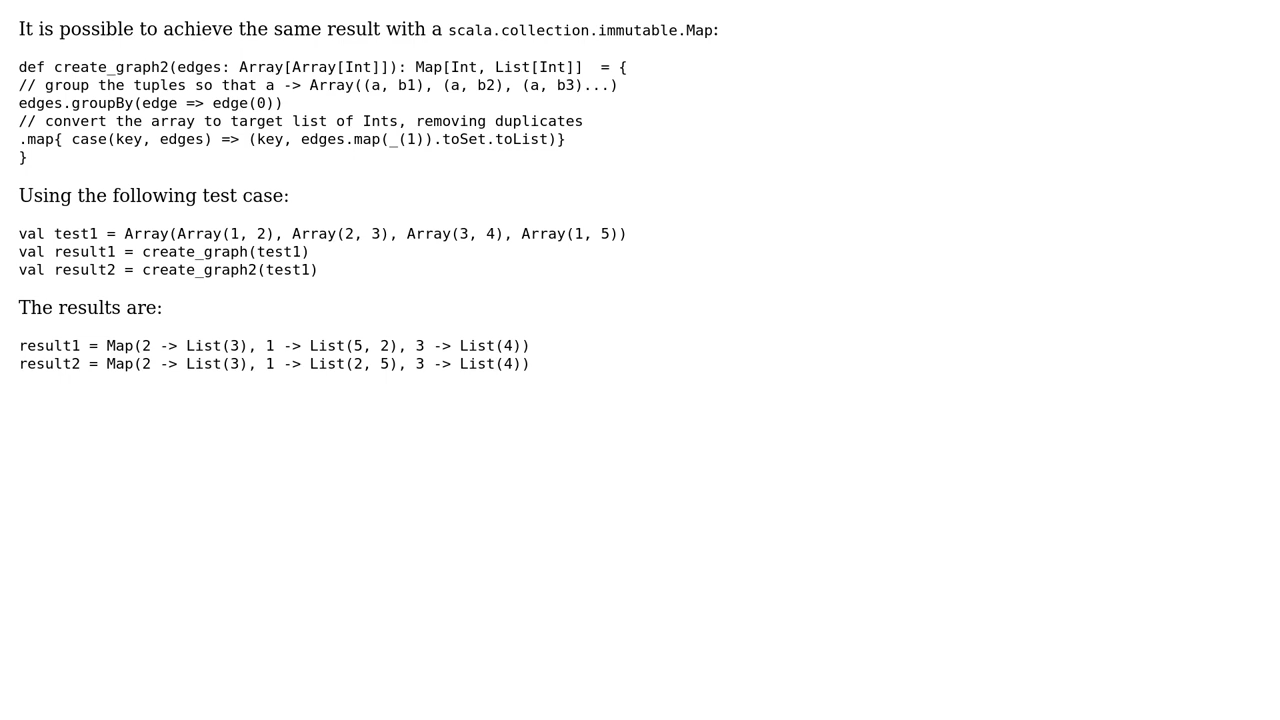 It is possible to achieve the same result with a scala.collection.immutable.Map:
def create_graph2(edges: Array[Array[Int]]): Map[Int, List[Int]]  = {
// group the tuples so that a -> Array((a, b1), (a, b2), (a, b3)...)
edges.groupBy(edge => edge(0))
// convert the array to target list of Ints, removing duplicates
.map{ case(key, edges) => (key, edges.map(_(1)).toSet.toList)}
}
Using the following test case:
val test1 = Array(Array(1, 2), Array(2, 3), Array(3, 4), Array(1, 5))
val result1 = create_graph(test1)
val result2 = create_graph2(test1)
The results are:
result1 = Map(2 -> List(3), 1 -> List(5, 2), 3 -> List(4))
result2 = Map(2 -> List(3), 1 -> List(2, 5), 3 -> List(4))